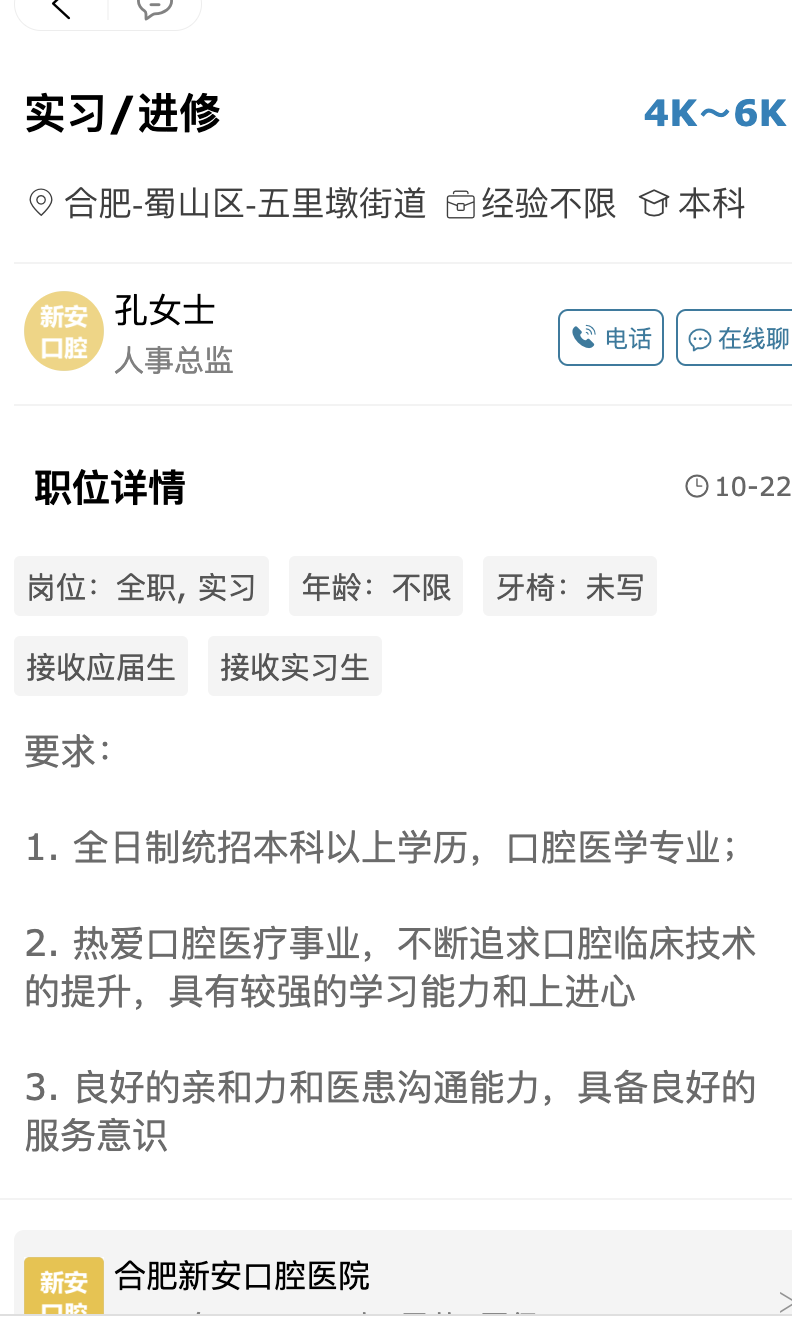 实习/进修
4K～6K
合肥-蜀山区-五里墩街道 经验不限 本科
新安
口腔
孔女士
人事总监
电话
在线聊
职位详情
10-22
岗位：全职, 实习 年龄：不限 牙椅：未写
接收应届生 接收实习生
要求：
1. 全日制统招本科以上学历，口腔医学专业；
2. 热爱口腔医疗事业，不断追求口腔临床技术
的提升，具有较强的学习能力和上进心
3. 良好的亲和力和医患沟通能力，具备良好的
服务意识
新安
口腔
合肥新安口腔医院